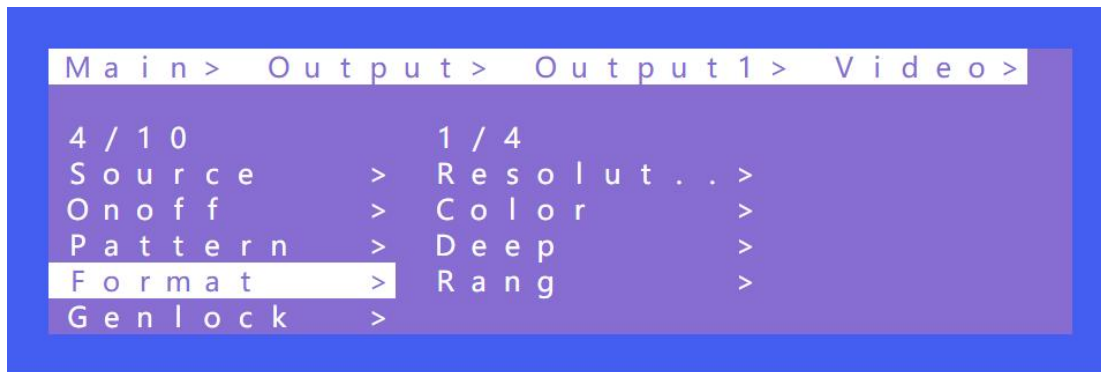 Main> Output> Output1> Video>
4/10 1/4
Source > Resolut..>
Onoff > Color >
Pattern > Deep >
Format > Rang >
Genlock >